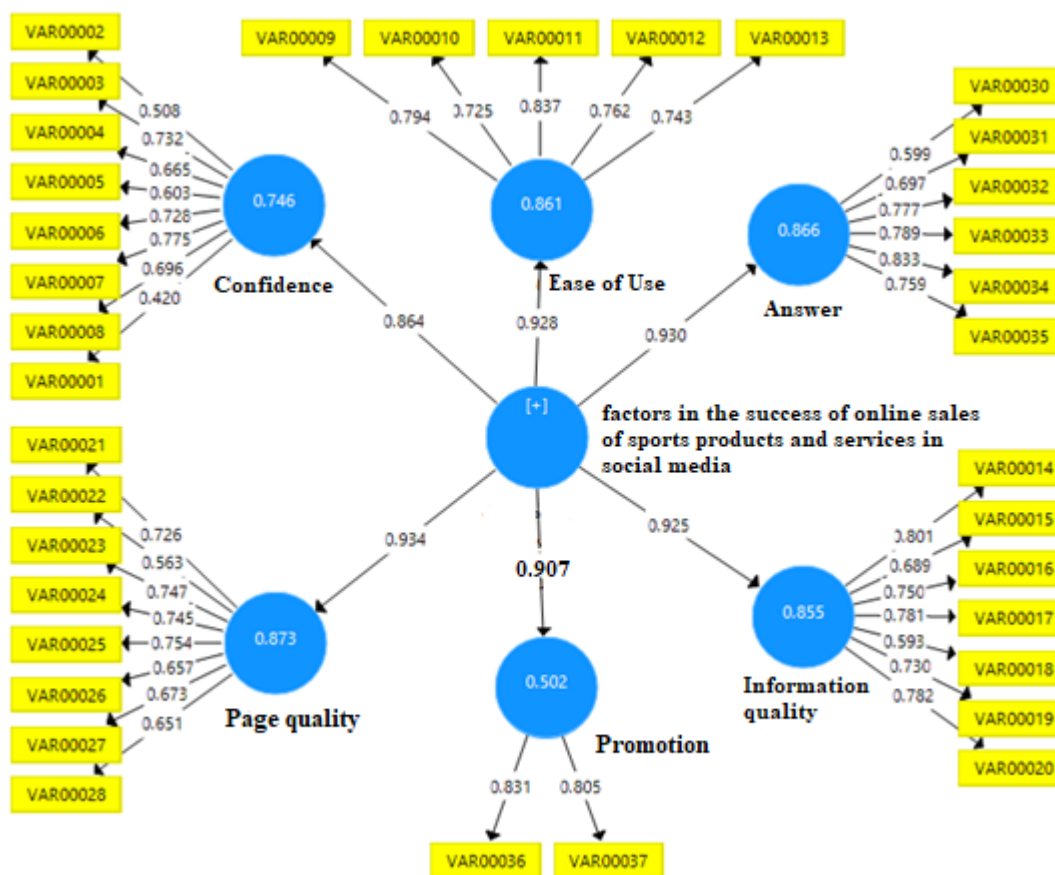 VAR00002
VAR00003
VAR00004
VAR00005
VAR00006
VAR00007
VAR00008
VAR00001
0.508
0.732
0.665
0.603
0.728
0.775
0.696
0.420
0.746
Confidence
0.864
VAR00009
VAR00010
VAR00011
VAR00012
VAR00013
0.794
0.725
0.837
0.762
0.743
0.861
Ease of Use
0.928
VAR00030
VAR00031
VAR00032
VAR00033
VAR00034
VAR00035
0.599
0.697
0.777
0.789
0.833
0.759
0.866
Answer
0.930
[+]
factors in the success of online sales
of sports products and services in
social media
VAR00021
VAR00022
VAR00023
VAR00024
VAR00025
VAR00026
VAR00027
VAR00028
0.726
0.563
0.747
0.745
0.754
0.657
0.673
0.651
0.873
Page quality
0.934
0.907
0.502
Promotion
0.831
0.805
VAR00036
VAR00037
0.925
0.855
Information
quality
0.801
0.689
0.750
0.781
0.593
0.730
0.782
VAR00014
VAR00015
VAR00016
VAR00017
VAR00018
VAR00019
VAR00020